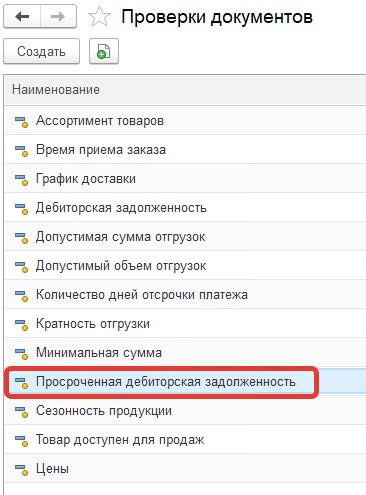 Проверки документов
Создать
Наименование
Ассортимент товаров
Время приема заказа
График доставки
Дебиторская задолженность
Допустимая сумма отгрузок
Допустимый объем отгрузок
Количество дней отсрочки платежа
Кратность отгрузки
Минимальная сумма
Просроченная дебиторская задолженность
Сезонность продукции
Товар доступен для продаж
Цены